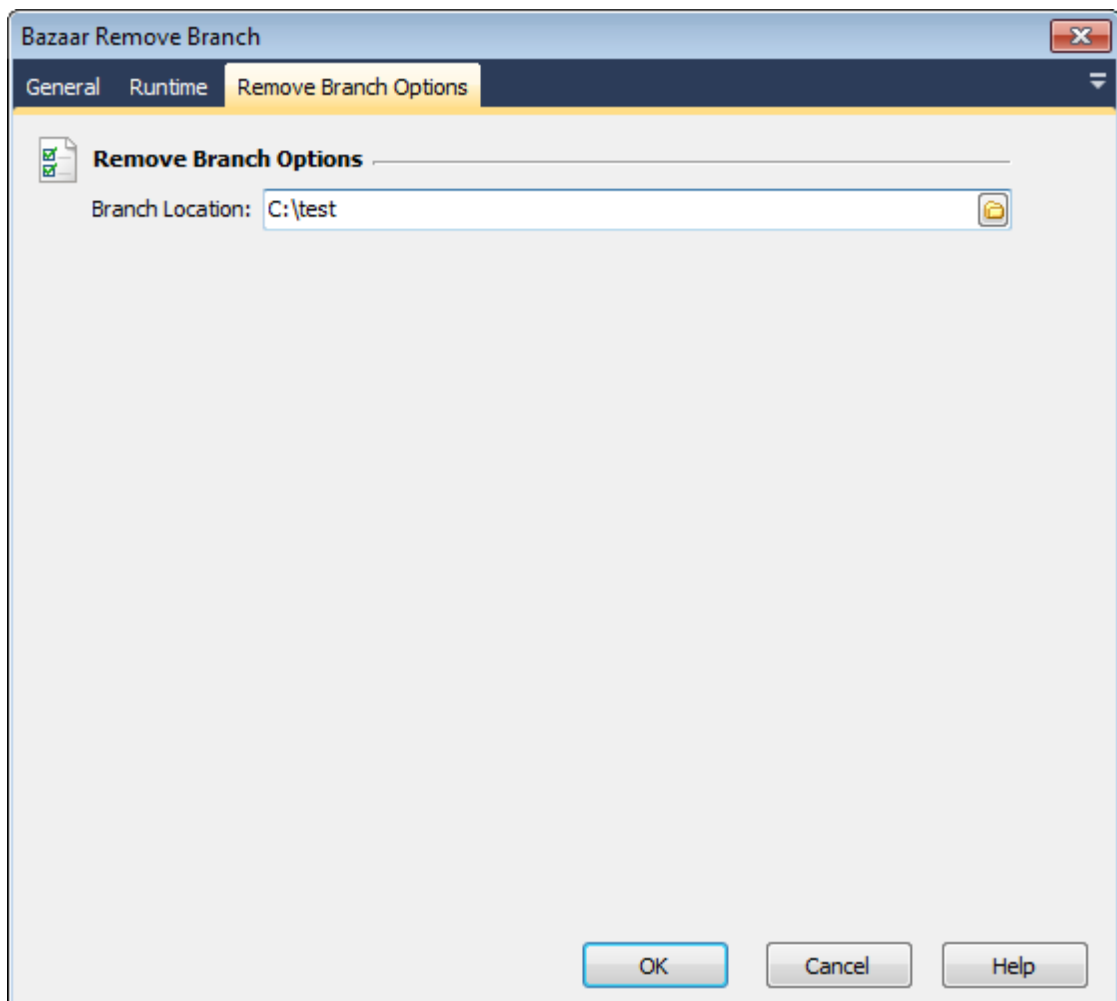 Bazaar Remove Branch
General Runtime Remove Branch Options
Remove Branch Options
Branch Location: C:\test
OK Cancel Help